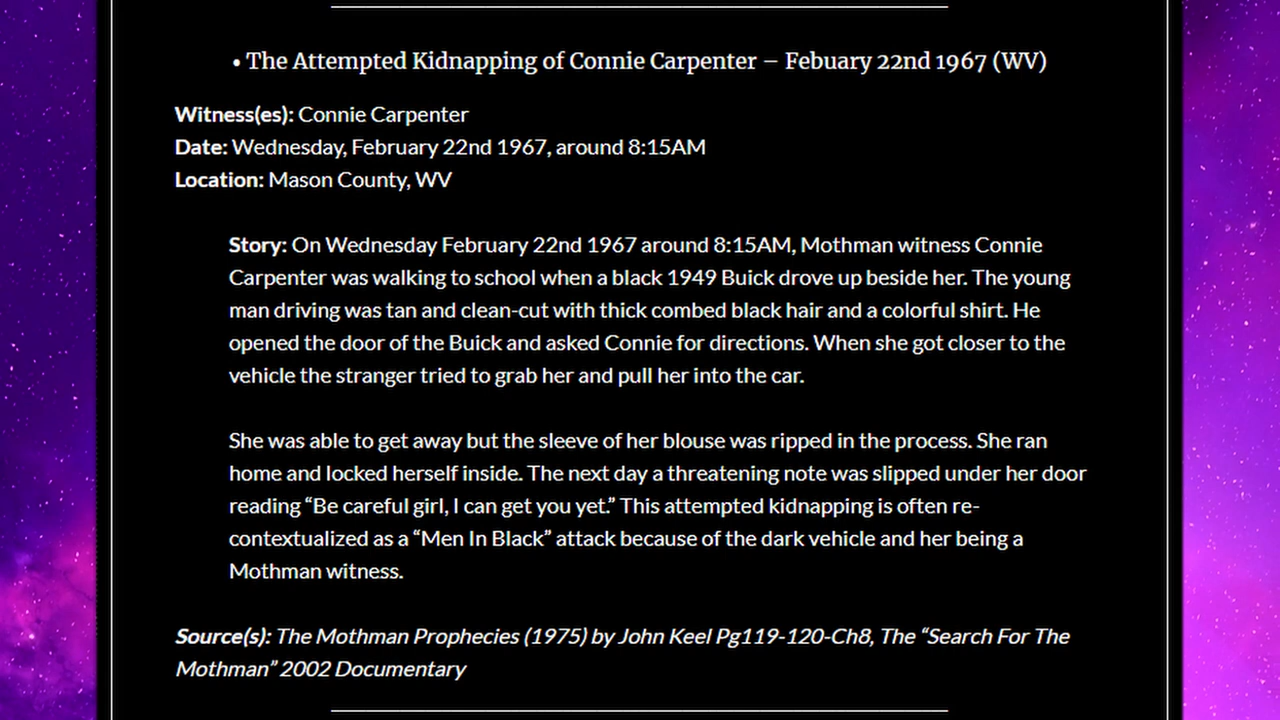 • The Attempted Kidnapping of Connie Carpenter – Febuary 22nd 1967 (WV)
Witness(es): Connie Carpenter
Date: Wednesday, February 22nd 1967, around 8:15AM
Location: Mason County, WV
Story: On Wednesday February 22nd 1967 around 8:15AM, Mothman witness Connie
Carpenter was walking to school when a black 1949 Buick drove up beside her. The young
man driving was tan and clean-cut with thick combed black hair and a colorful shirt. He
opened the door of the Buick and asked Connie for directions. When she got closer to the
vehicle the stranger tried to grab her and pull her into the car.
She was able to get away but the sleeve of her blouse was ripped in the process. She ran
home and locked herself inside. The next day a threatening note was slipped under her door
reading “Be careful girl, I can get you yet.” This attempted kidnapping is often re-
contextualized as a “Men In Black” attack because of the dark vehicle and her being a
Mothman witness.
Source(s): The Mothman Prophecies (1975) by John Keel Pg119-120-Ch8, The “Search For The
Mothman” 2002 Documentary